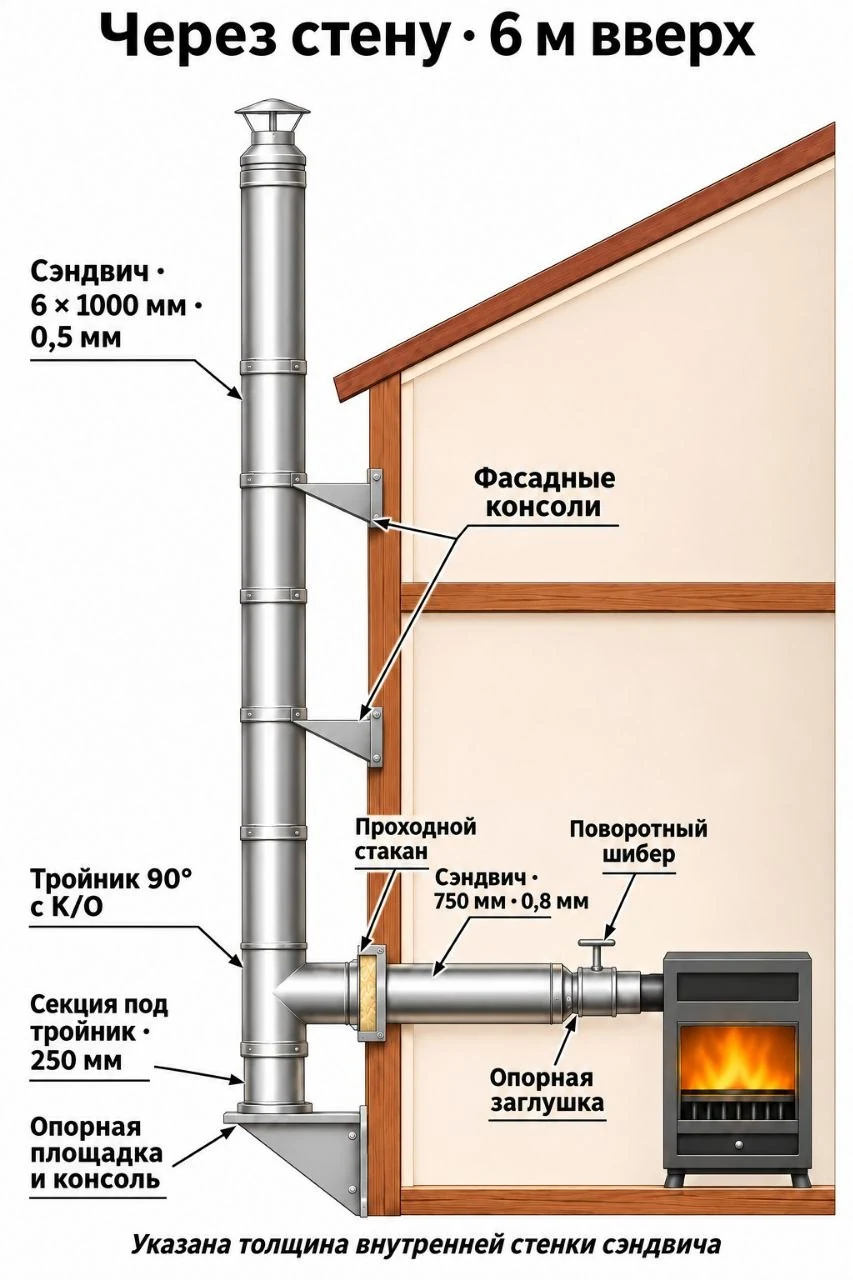 Через стену · 6 м вверх
Сэндвич ·
6 × 1000 мм ·
0,5 мм
Фасадные
консоли
Проходной
стакан
Поворотный
шибер
Сэндвич ·
750 мм · 0,8 мм
Тройник 90°
с К/О
Секция под
тройник ·
250 мм
Опорная
заглушка
Опорная
площадка
и консоль
Указана толщина внутренней стенки сэндвича